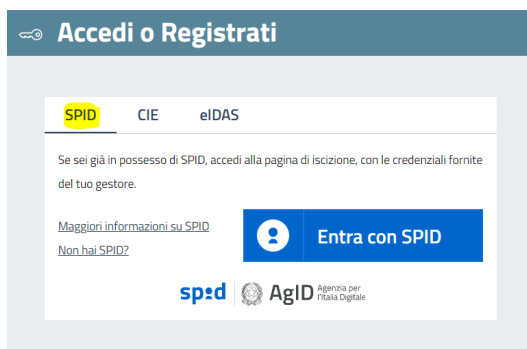 Accedi o Registrati
SPID CIE eIDAS
Se sei già in possesso di SPID, accedi alla pagina di iscizione, con le credenziali fornite
del tuo gestore.
Maggiori informazioni su SPID
Non hai SPID?
Entra con SPID
spid AgID Agenzia per
l'Italia Digitale